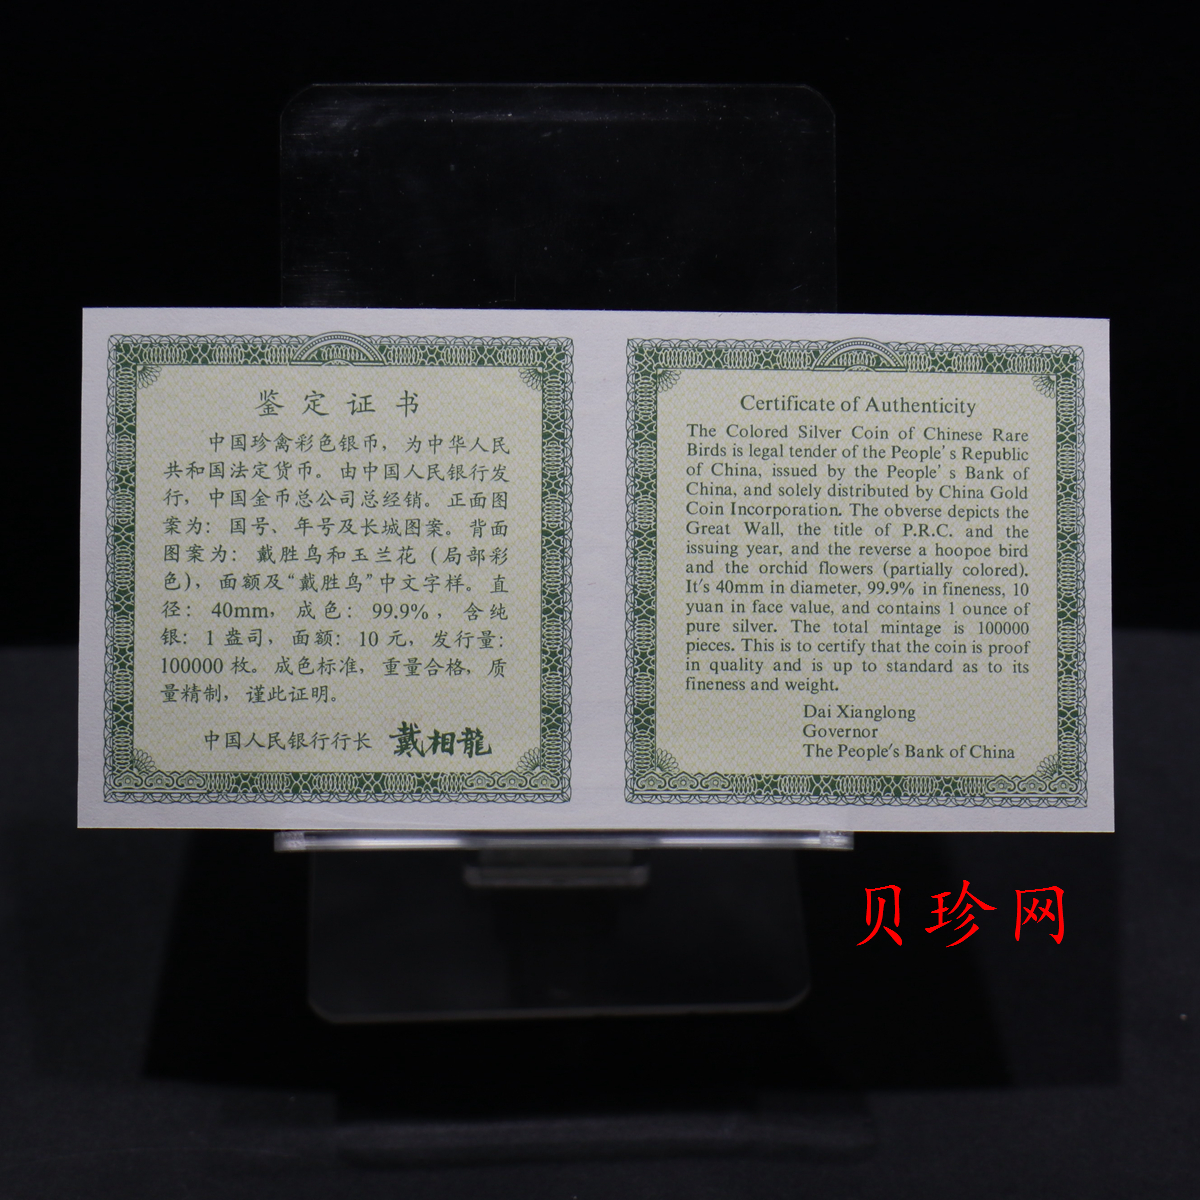 鉴定证书
中国珍禽彩色银币，为中华人民
共和国法定货币。由中国人民银行发
行，中国金币总公司总经销。正面图
案为：国号、年号及长城图案。背面
图案为：戴胜鸟和玉兰花（局部彩
色），面额及“戴胜鸟”中文字样。直
径：40mm，成色：99.9%，含纯
银：1盎司，面额：10元，发行量：
100000枚。成色标准，重量合格，质
量精制，谨此证明。
中国人民银行行长 戴相龍
Certificate of Authenticity
The Colored Silver Coin of Chinese Rare
Birds is legal tender of the People's Republic
of China, issued by the People's Bank of
China, and solely distributed by China Gold
Coin Incorporation. The obverse depicts the
Great Wall, the title of P.R.C. and the
issuing year, and the reverse a hoopoe bird
and the orchid flowers (partially colored).
It's 40mm in diameter, 99.9% in fineness, 10
yuan in face value, and contains 1 ounce of
pure silver. The total mintage is 100000
pieces. This is to certify that the coin is proof
in quality and is up to standard as to its
fineness and weight.
Dai Xianglong
Governor
The People's Bank of China
贝珍网